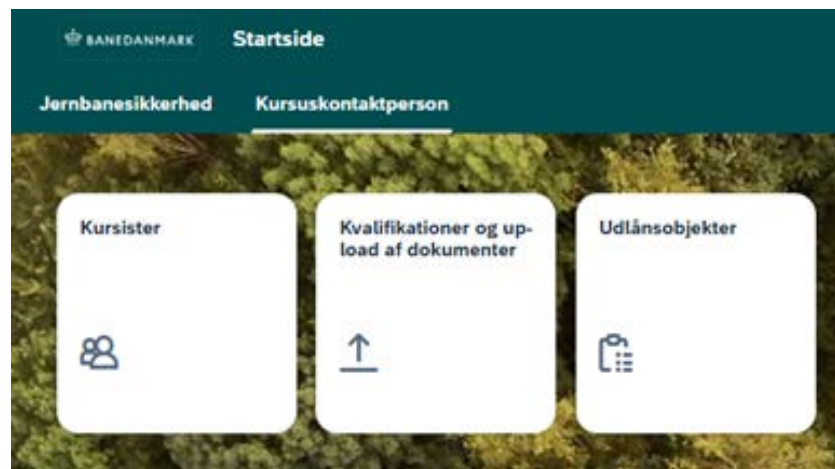 BANEDANMARK Startside
Jernbanesikkerhed Kursuskontaktperson
Kursister
Kvalifikationer og up-
load af dokumenter
Udlånsobjekter